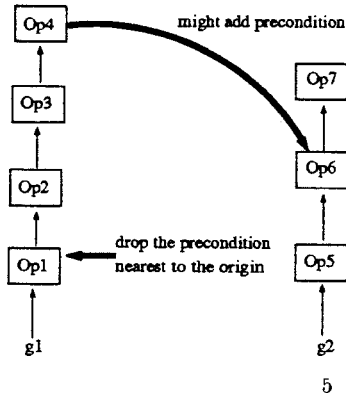 Op4
might add precondition
Op3
Op7
Op2
Op6
drop the precondition
nearest to the origin
Op1
Op5
g1
g2
5